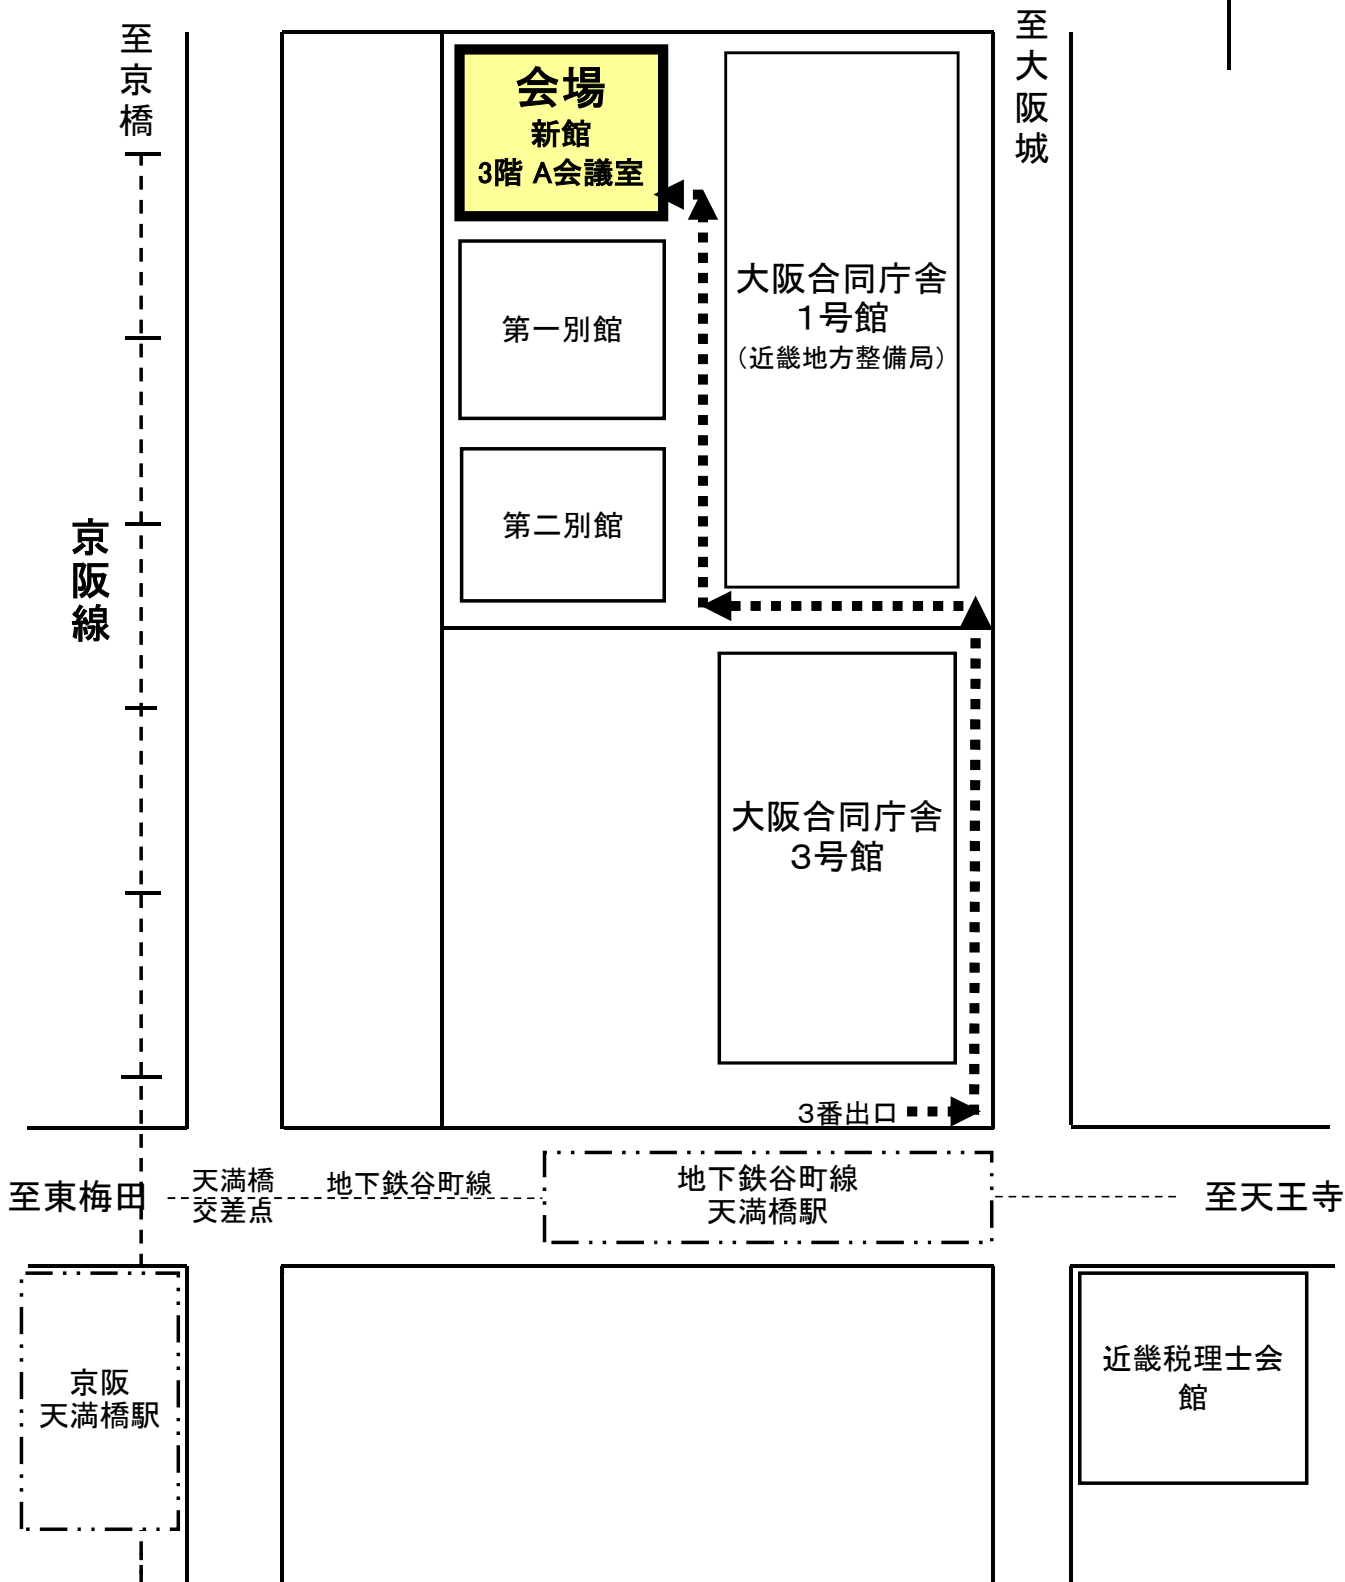 至京橋
至大阪城
会場
新館
3階 A会議室
大阪合同庁舎
1号館
（近畿地方整備局）
第一別館
第二別館
京阪線
大阪合同庁舎
3号館
3番出口
至東梅田
天満橋
交差点
地下鉄谷町線
地下鉄谷町線
天満橋駅
至天王寺
京阪
天満橋駅
近畿税理士会
館